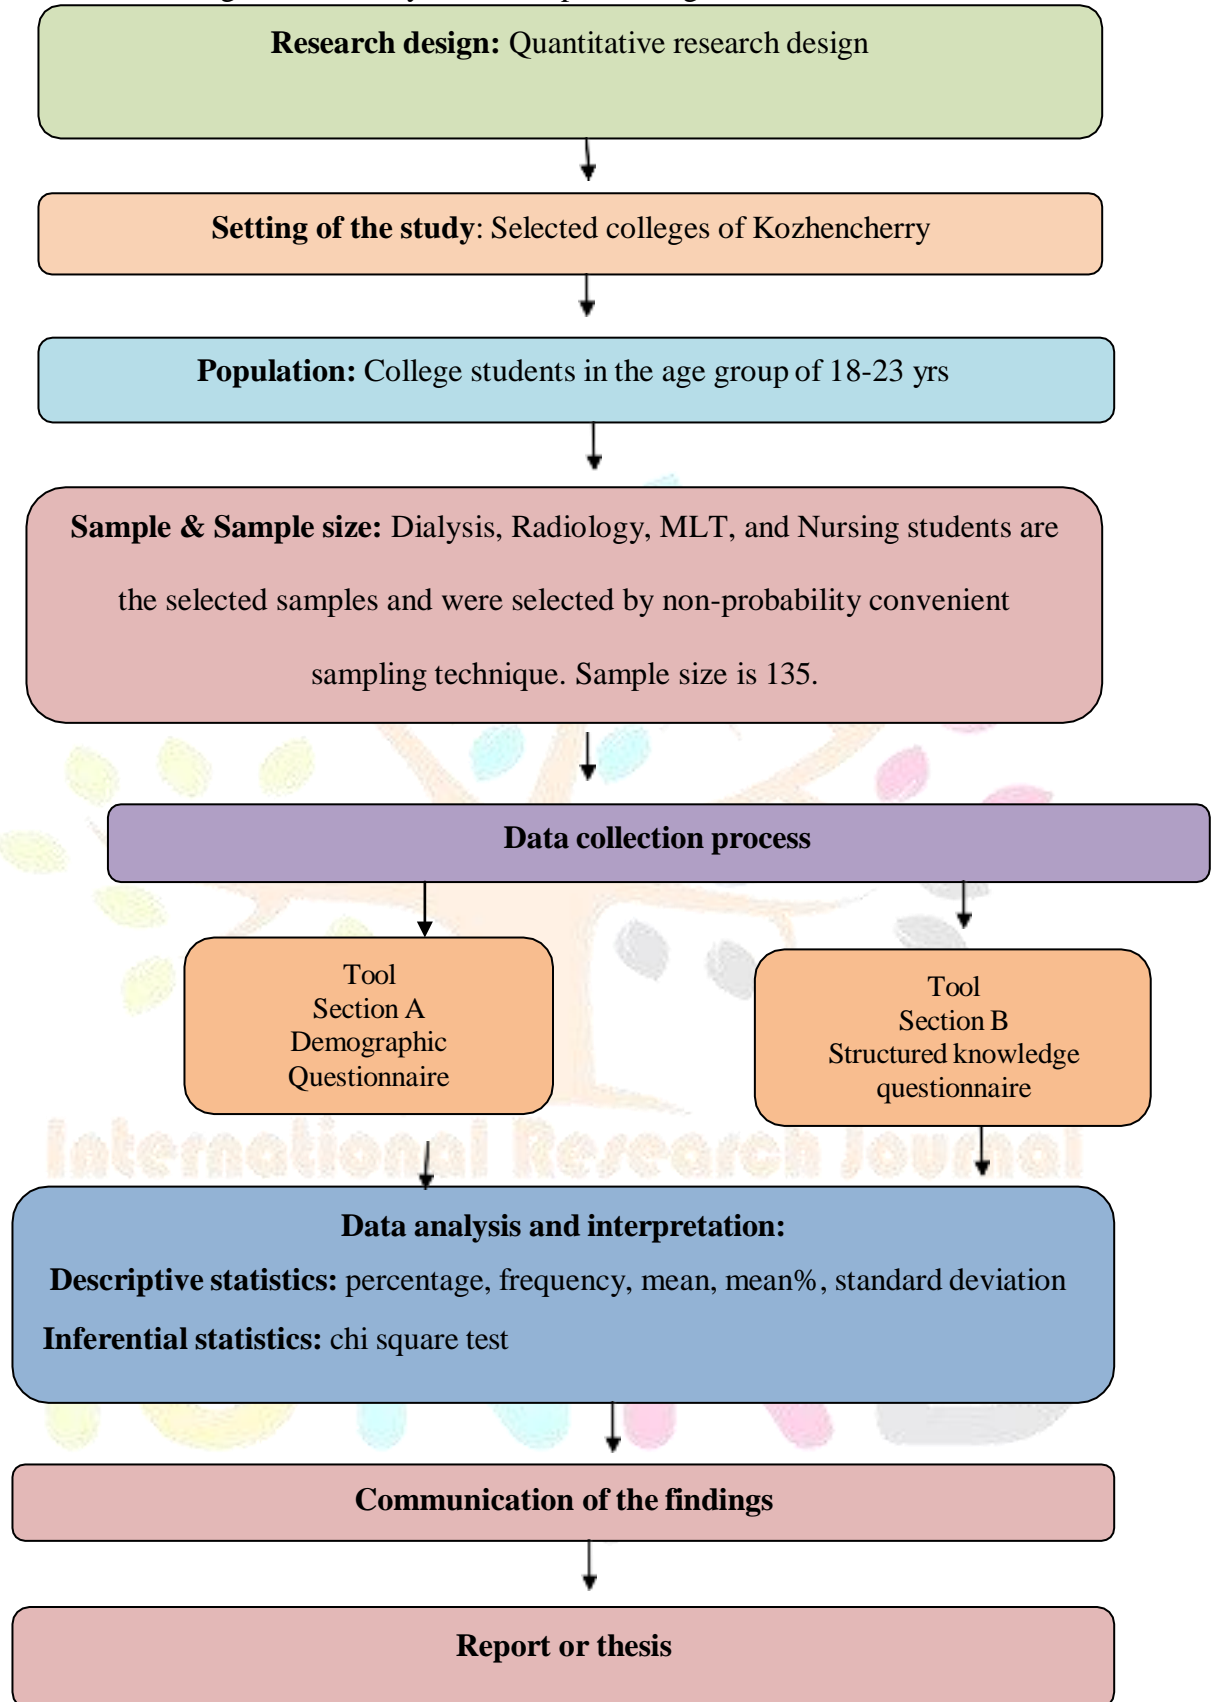 Research design: Quantitative research design
Setting of the study: Selected colleges of Kozhencherry
Population: College students in the age group of 18-23 yrs
Sample & Sample size: Dialysis, Radiology, MLT, and Nursing students are
the selected samples and were selected by non-probability convenient
sampling technique. Sample size is 135.
Data collection process
Tool
Section A
Demographic
Questionnaire
Tool
Section B
Structured knowledge
questionnaire
International Research Journal
Data analysis and interpretation:
Descriptive statistics: percentage, frequency, mean, mean%, standard deviation
Inferential statistics: chi square test
Communication of the findings
Report or thesis